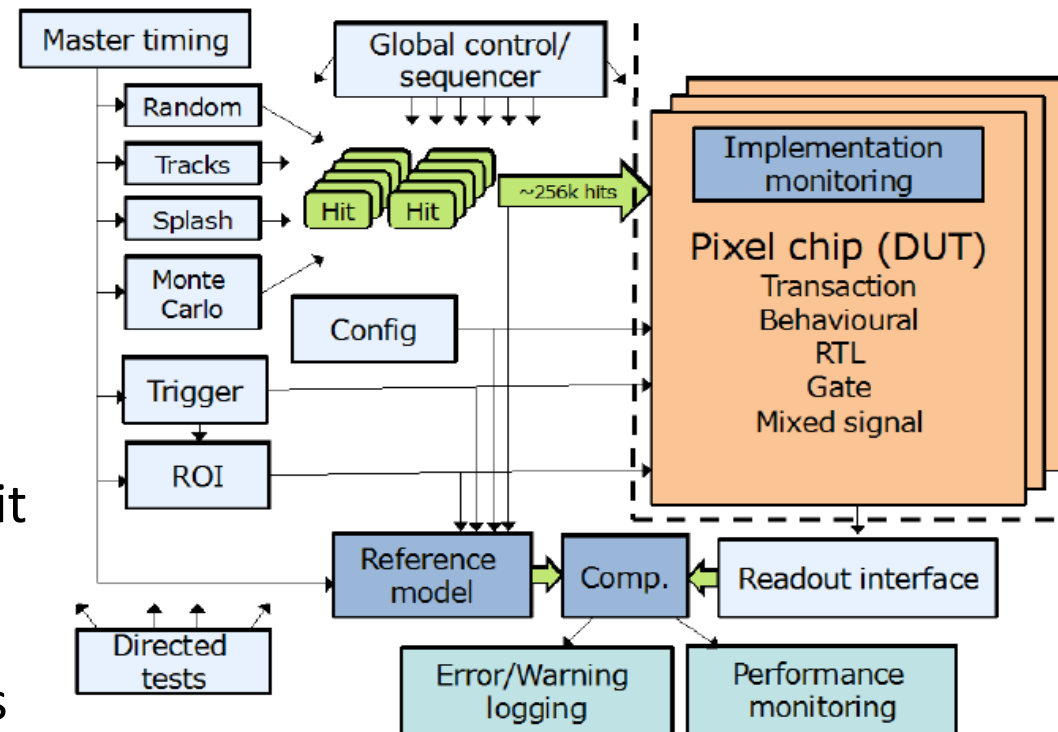 Master timing
Global control/
sequencer
Random
Tracks
Splash
Monte
Carlo
Hit
Hit
~256k hits
Implementation
monitoring
Pixel chip (DUT)
Transaction
Behavioural
RTL
Gate
Mixed signal
Config
Trigger
ROI
it
Reference
model
Comp.
Readout interface
Directed
tests
s
Error/Warning
logging
Performance
monitoring